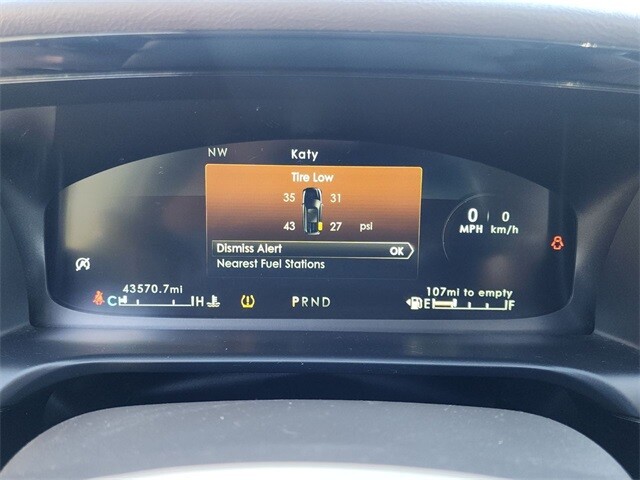 NW Katy
Tire Low
35 31
43 27 psi
Dismiss Alert OK
Nearest Fuel Stations
0 0
MPH km/h
43570.7mi
C H
PRND
107mi to empty
E F